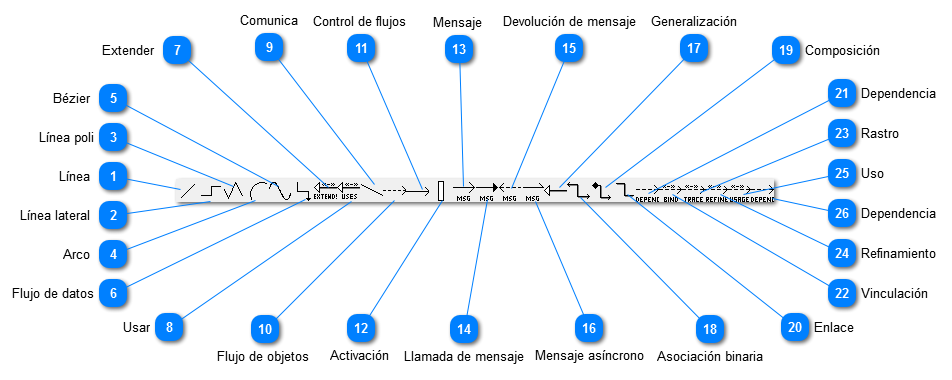 Comunica
Control de flujos
Mensaje
Devolución de mensaje
Generalización
Extender
7
9
11
13
15
17
19
Composición
Bézier
5
21
Dependencia
Línea poli
3
23
Rastro
Línea
1
25
Uso
EXTEND! USES MSG MSG MSG MSG DEPEND BIND TRACE REFINE USAGE DEPEND
Línea lateral
2
26
Dependencia
Arco
4
24
Refinamiento
Flujo de datos
6
22
Vinculación
Usar
8
10
12
14
16
18
20
Enlace
Flujo de objetos
Activación
Llamada de mensaje
Mensaje asíncrono
Asociación binaria